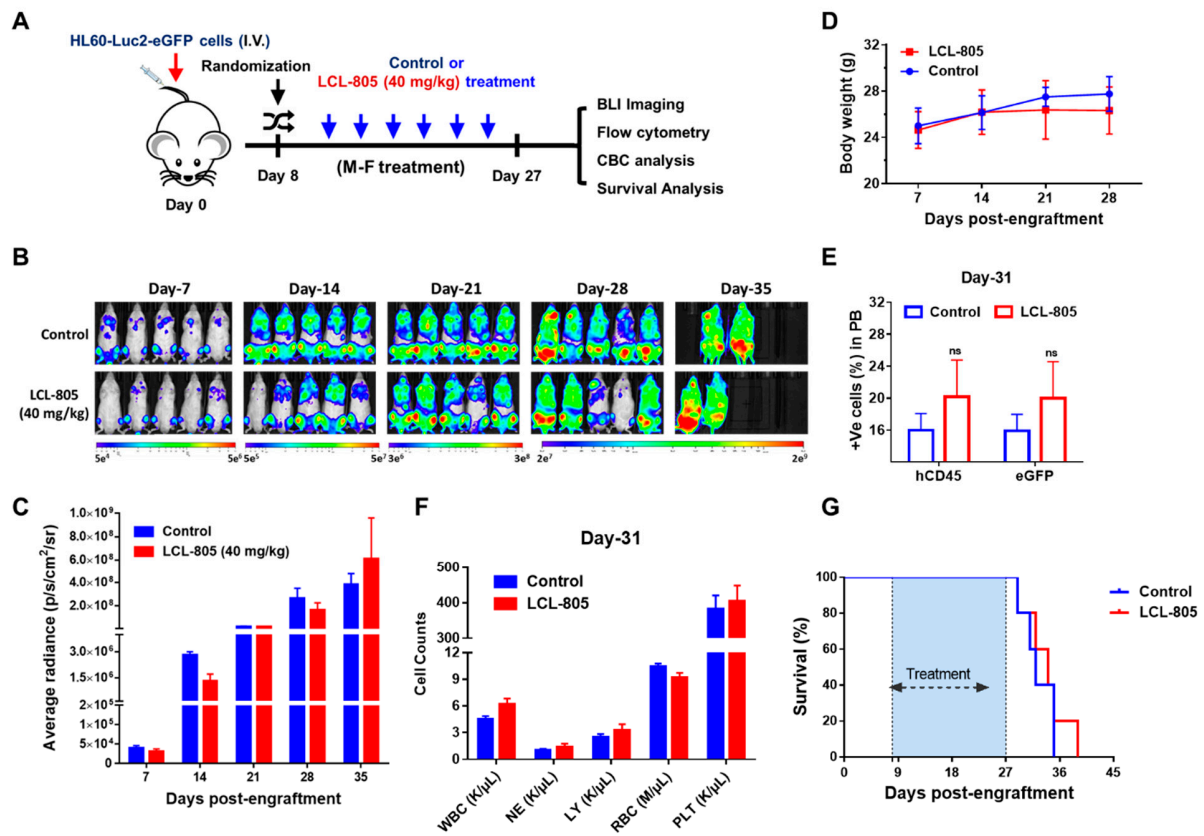 A
HL60-Luc2-eGFP cells (I.V.)
Randomization
Control or
LCL-805 (40 mg/kg) treatment
Day 0
Day 8
(M-F treatment)
Day 27
BLI Imaging
Flow cytometry
CBC analysis
Survival Analysis
D
Body weight (g)
LCL-805
Control
32
28
24
20
7 14 21 28
Days post-engraftment
B
Day-7 Day-14 Day-21 Day-28 Day-35
Control
LCL-805
(40 mg/kg)
5e4 5e6 5e5 5e7 3e6 3e8 2e7 2e9
E
Day-31
Control LCL-805
+Ve cells (%) in PB
32
28
24
20
16
ns ns
hCD45 eGFP
C
Average radiance (p/s/cm2/sr)
Control
LCL-805 (40 mg/kg)
1.0×10⁹
8.0×10⁸
6.0×10⁸
4.0×10⁸
2.0×10⁸
3.0×10⁶
1.5×10⁶
2×10⁵
1×10⁵
5×10⁴
0
7 14 21 28 35
Days post-engraftment
F
Day-31
Control
LCL-805
Cell Counts
500
400
300
12
9
6
3
0
WBC (K/µL)
NE (K/µL)
LY (K/µL)
RBC (M/µL)
PLT (K/µL)
G
Survival (%)
100
80
60
40
20
0
Treatment
Control
LCL-805
0 9 18 27 36 45
Days post-engraftment